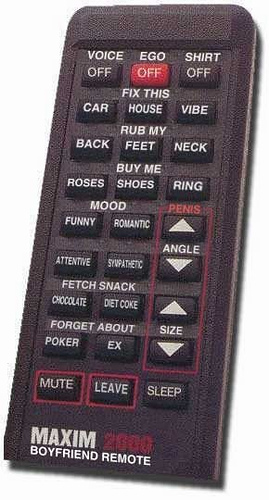 VOICE EGO SHIRT
OFF OFF OFF
FIX THIS
CAR HOUSE VIBE
RUB MY
BACK FEET NECK
BUY ME
ROSES SHOES RING
MOOD PENIS
FUNNY ROMANTIC
ANGLE
ATTENTIVE SYMPATHETIC
FETCH SNACK
CHOCOLATE DIET COKE
FORGET ABOUT SIZE
POKER EX
MUTE LEAVE SLEEP
MAXIM 2000
BOYFRIEND REMOTE